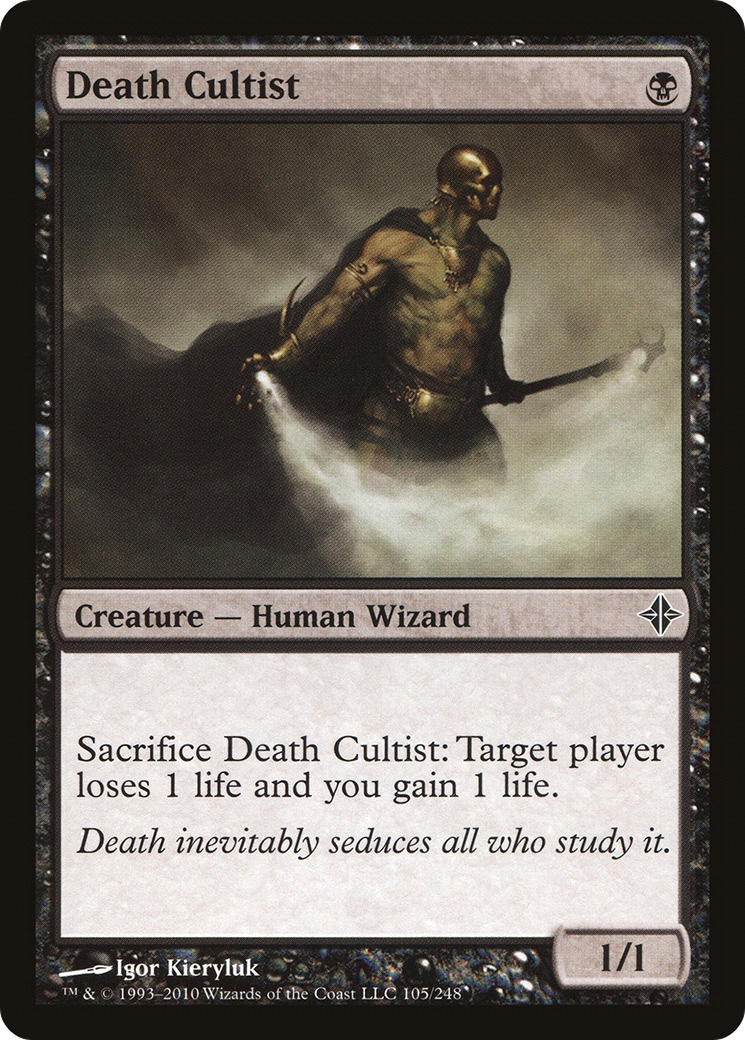 Death Cultist
Creature — Human Wizard
Sacrifice Death Cultist: Target player
loses 1 life and you gain 1 life.
Death inevitably seduces all who study it.
1/1
Igor Kieryluk
™ & © 1993–2010 Wizards of the Coast LLC 105/248